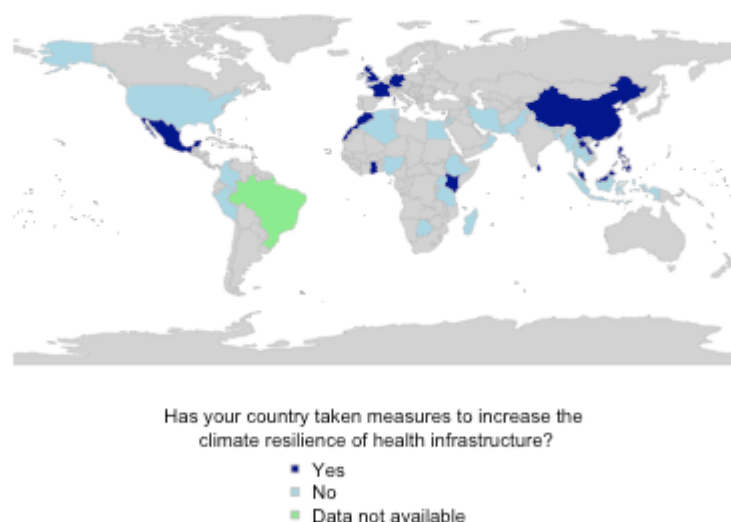 Has your country taken measures to increase the
climate resilience of health infrastructure?
Yes
No
Data not available